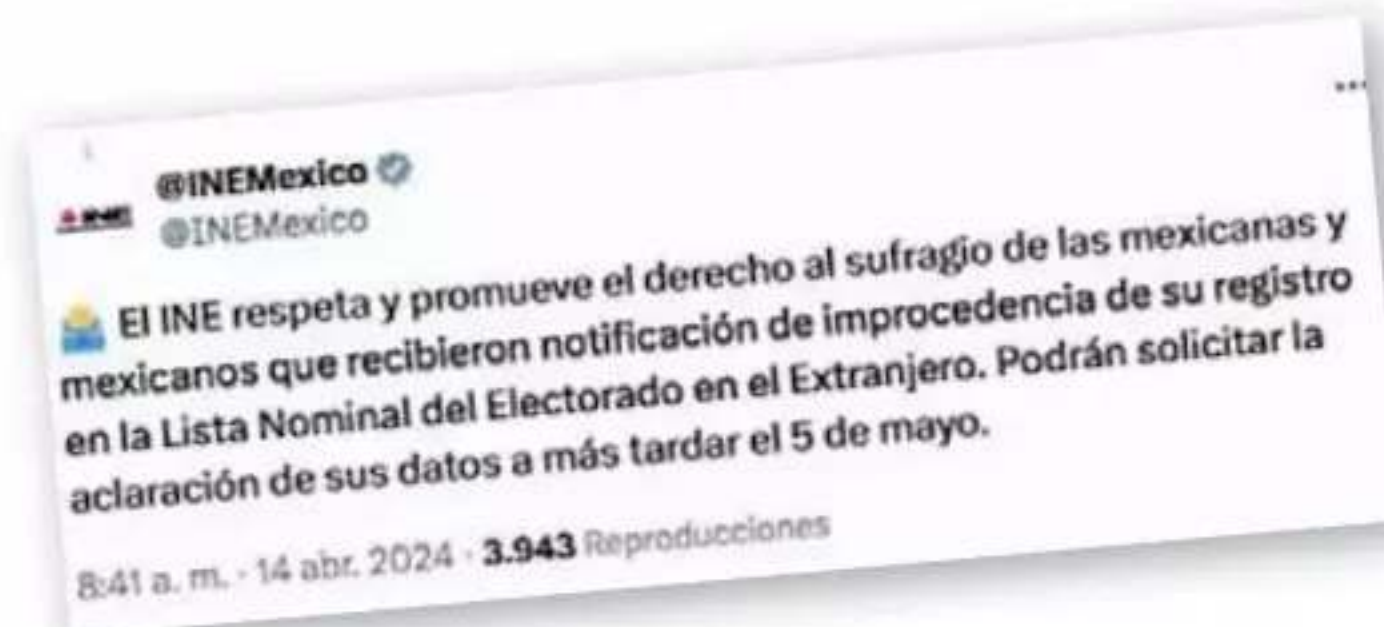 @INEMexico
INE
@INEMexico
El INE respeta y promueve el derecho al sufragio de las mexicanas y
mexicanos que recibieron notificación de improcedencia de su registro
en la Lista Nominal del Electorado en el Extranjero. Podrán solicitar la
aclaración de sus datos a más tardar el 5 de mayo.
8:41 a. m. · 14 abr. 2024 · 3.943 Reproducciones